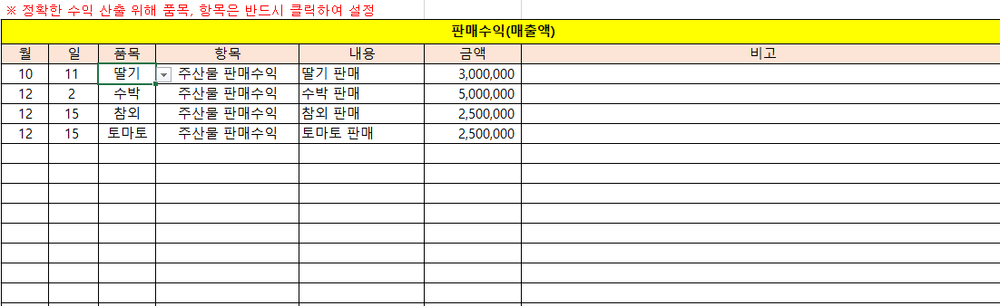 ※ 정확한 수익 산출 위해 품목, 항목은 반드시 클릭하여 설정
판매수익(매출액)
월 일 품목 항목 내용 금액 비고
10 11 딸기 주산물 판매수익 딸기 판매 3,000,000
12 2 수박 주산물 판매수익 수박 판매 5,000,000
12 15 참외 주산물 판매수익 참외 판매 2,500,000
12 15 토마토 주산물 판매수익 토마토 판매 2,500,000